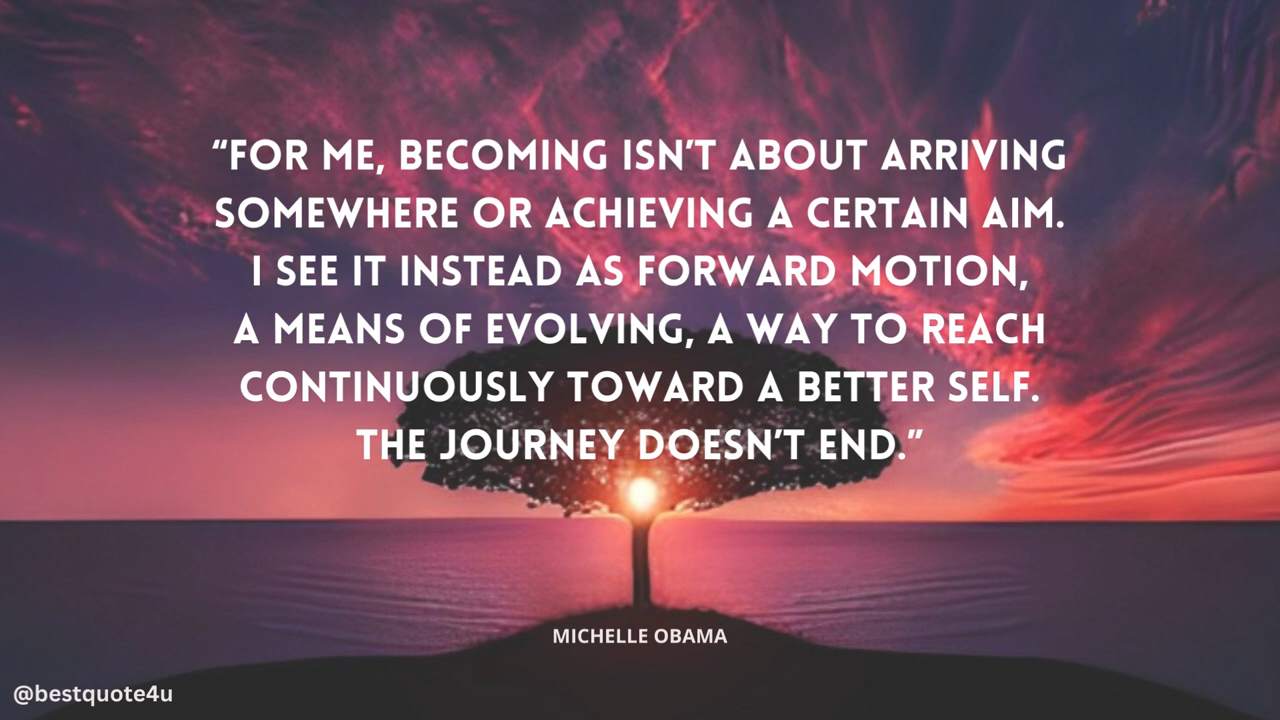 “FOR ME, BECOMING ISN’T ABOUT ARRIVING
SOMEWHERE OR ACHIEVING A CERTAIN AIM.
I SEE IT INSTEAD AS FORWARD MOTION,
A MEANS OF EVOLVING, A WAY TO REACH
CONTINUOUSLY TOWARD A BETTER SELF.
THE JOURNEY DOESN’T END.”
MICHELLE OBAMA
@bestquote4u